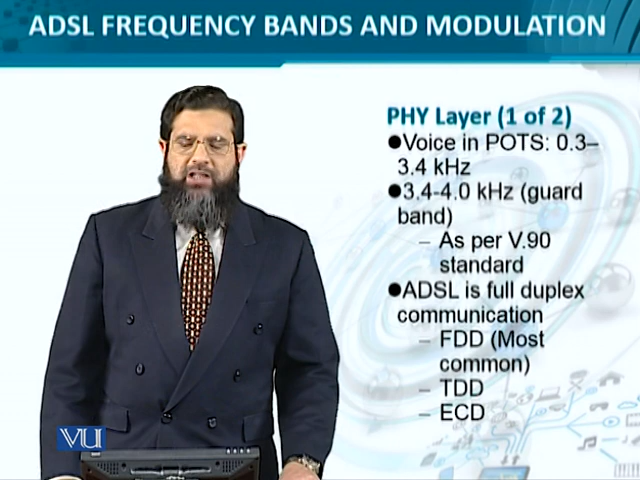 ADSL FREQUENCY BANDS AND MODULATION
PHY Layer (1 of 2)
●Voice in POTS: 0.3–
3.4 kHz
●3.4-4.0 kHz (guard
band)
– As per V.90
standard
●ADSL is full duplex
communication
– FDD (Most
common)
– TDD
– ECD
VU